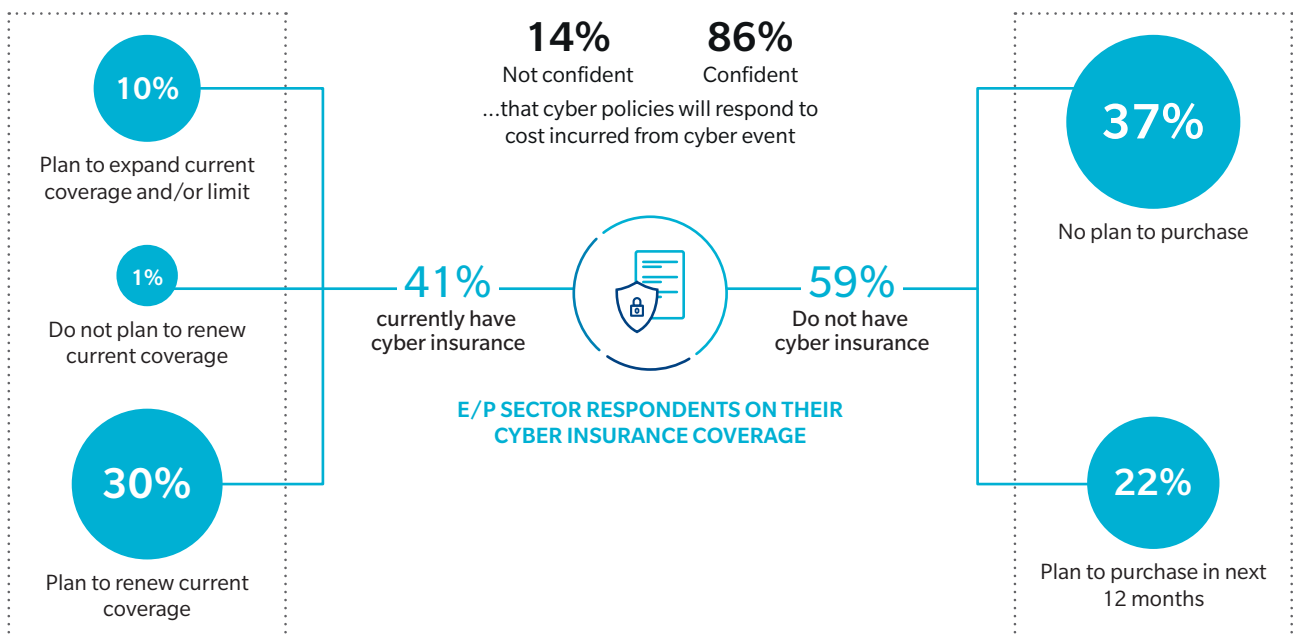 10%
Plan to expand current
coverage and/or limit
1%
Do not plan to renew
current coverage
30%
Plan to renew current
coverage
14%
Not confident
86%
Confident
...that cyber policies will respond to
cost incurred from cyber event
41%
currently have
cyber insurance
59%
Do not have
cyber insurance
E/P SECTOR RESPONDENTS ON THEIR
CYBER INSURANCE COVERAGE
37%
No plan to purchase
22%
Plan to purchase in next
12 months